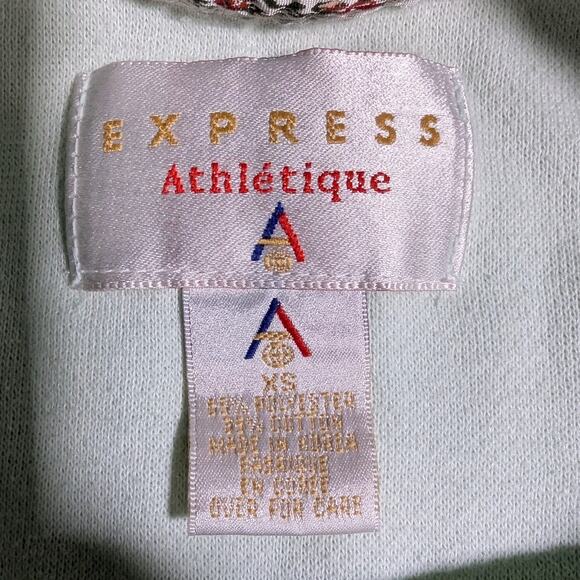 EXPRESS
Athlétique
XS
65% POLYESTER
35% COTTON
MADE IN KOREA
FABRIQUE
EN COREE
OVER FOR CARE